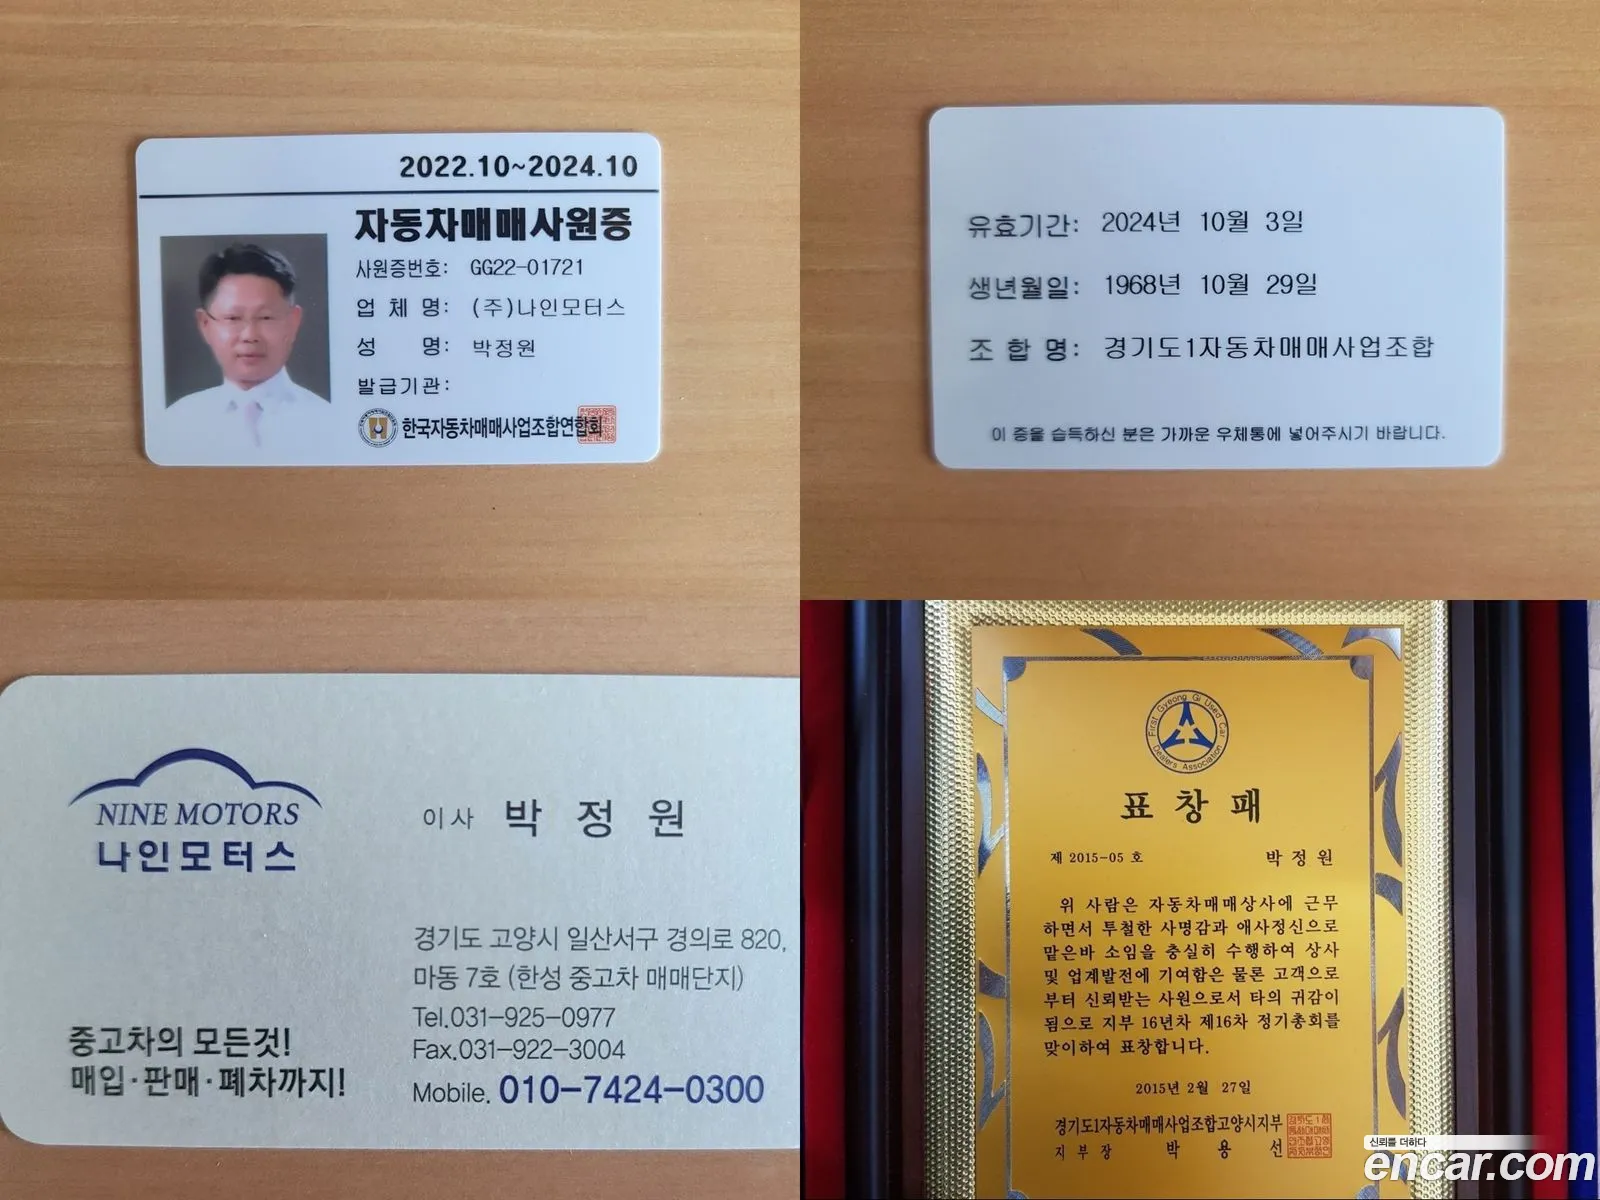 2022.10~2024.10
자동차매매사원증
사원증번호: GG22-01721
업 체 명: (주)나인모터스
성 명: 박정원
발급기관:
한국자동차매매사업조합연합회
유효기간: 2024년 10월 3일
생년월일: 1968년 10월 29일
조 합 명: 경기도1자동차매매사업조합
이 증을 습득하신 분은 가까운 우체통에 넣어주시기 바랍니다.
NINE MOTORS
나인모터스
이사 박 정 원
경기도 고양시 일산서구 경의로 820,
마동 7호 (한성 중고차 매매단지)
Tel.031-925-0977
Fax.031-922-3004
Mobile. 010-7424-0300
중고차의 모든것!
매입·판매·폐차까지!
First Gyeong Gi Used Car
Dealers Association
표 창 패
제 2015-05 호
박 정 원
위 사람은 자동차매매상사에 근무
하면서 투철한 사명감과 애사정신으로
맡은바 소임을 충실히 수행하여 상사
및 업계발전에 기여함은 물론 고객으로
부터 신뢰받는 사원으로서 타의 귀감이
됨으로 지부 16년차 제16차 정기총회를
맞이하여 표창합니다.
2015년 2월 27일
경기도1자동차매매사업조합고양시지부
지 부 장 박 용 선
신뢰를 더하다
encar.com